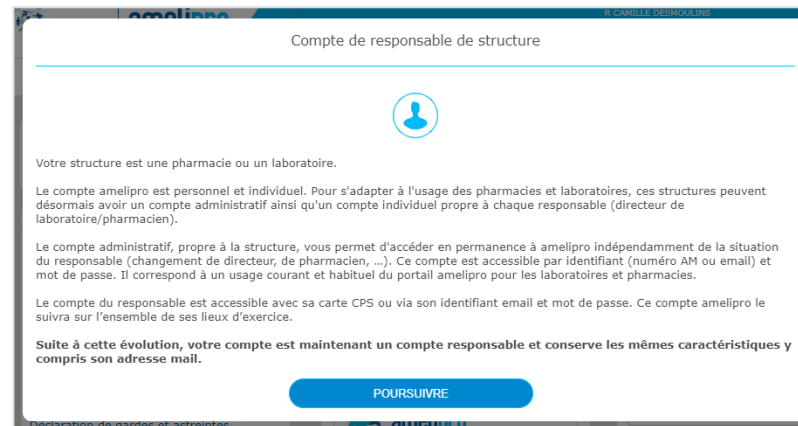 R CAMILLE DESMOULINS
amelipro
Compte de responsable de structure
Votre structure est une pharmacie ou un laboratoire.
Le compte amelipro est personnel et individuel. Pour s'adapter à l'usage des pharmacies et laboratoires, ces structures peuvent
désormais avoir un compte administratif ainsi qu'un compte individuel propre à chaque responsable (directeur de
laboratoire/pharmacien).
Le compte administratif, propre à la structure, vous permet d'accéder en permanence à amelipro indépendamment de la situation
du responsable (changement de directeur, de pharmacien, ...). Ce compte est accessible par identifiant (numéro AM ou email) et
mot de passe. Il correspond à un usage courant et habituel du portail amelipro pour les laboratoires et pharmacies.
Le compte du responsable est accessible avec sa carte CPS ou via son identifiant email et mot de passe. Ce compte amelipro le
suivra sur l'ensemble de ses lieux d'exercice.
Suite à cette évolution, votre compte est maintenant un compte responsable et conserve les mêmes caractéristiques y
compris son adresse mail.
POURSUIVRE
Déclaration de gardes et astreintes
amelipro